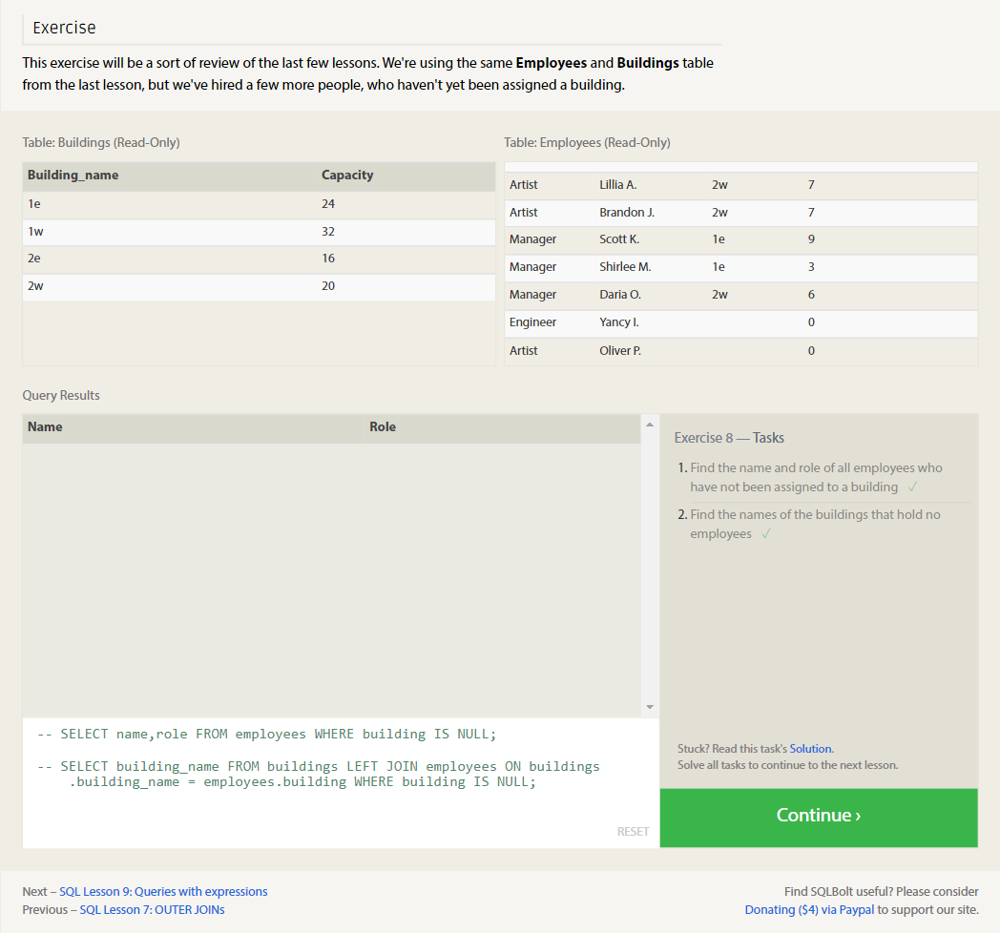 Exercise
This exercise will be a sort of review of the last few lessons. We're using the same Employees and Buildings table
from the last lesson, but we've hired a few more people, who haven't yet been assigned a building.
Table: Buildings (Read-Only)
Building_name Capacity
1e 24
1w 32
2e 16
2w 20
Table: Employees (Read-Only)
Artist Lillia A. 2w 7
Artist Brandon J. 2w 7
Manager Scott K. 1e 9
Manager Shirlee M. 1e 3
Manager Daria O. 2w 6
Engineer Yancy I. 0
Artist Oliver P. 0
Query Results
Name Role
Exercise 8 — Tasks
1. Find the name and role of all employees who
have not been assigned to a building ✓
2. Find the names of the buildings that hold no
employees ✓
-- SELECT name,role FROM employees WHERE building IS NULL;
-- SELECT building_name FROM buildings LEFT JOIN employees ON buildings
.building_name = employees.building WHERE building IS NULL;
RESET
Stuck? Read this task's Solution.
Solve all tasks to continue to the next lesson.
Continue ›
Next – SQL Lesson 9: Queries with expressions
Previous – SQL Lesson 7: OUTER JOINs
Find SQLBolt useful? Please consider
Donating ($4) via Paypal to support our site.